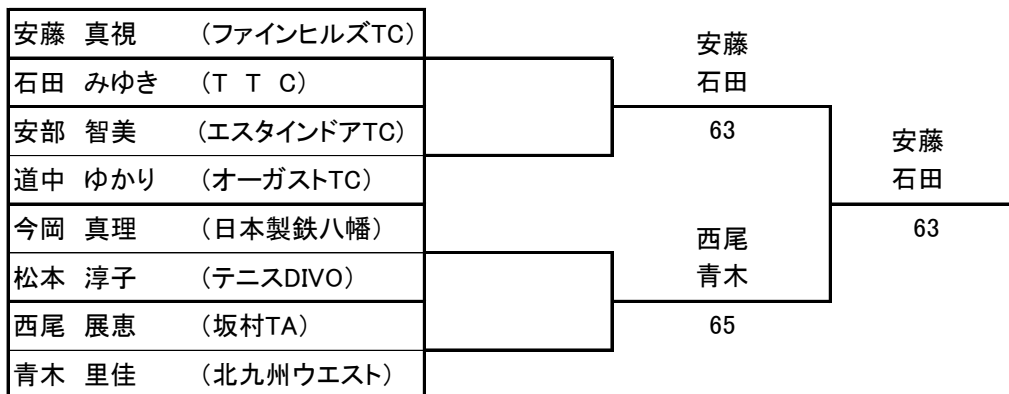 安藤 真視 （ファインヒルズTC）
石田 みゆき （T T C）
安部 智美 （エスタインドアTC）
道中 ゆかり （オーガストTC）
今岡 真理 （日本製鉄八幡）
松本 淳子 （テニスDIVO）
西尾 展恵 （坂村TA）
青木 里佳 （北九州ウエスト）
安藤
石田
63
西尾
青木
65
安藤
石田
63